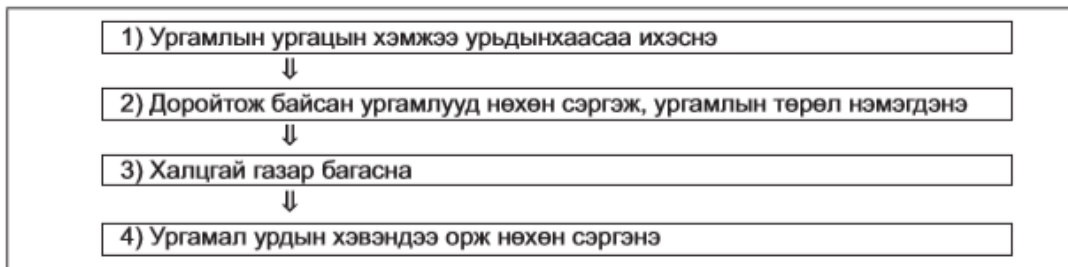 1) Ургамлын ургацын хэмжээ урьдынхаасаа ихэснэ
⇓
2) Доройтож байсан ургамлууд нөхөн сэргэж, ургамлын төрөл нэмэгдэнэ
⇓
3) Халцгай газар багасна
⇓
4) Ургамал урдын хэвэндээ орж нөхөн сэргэнэ